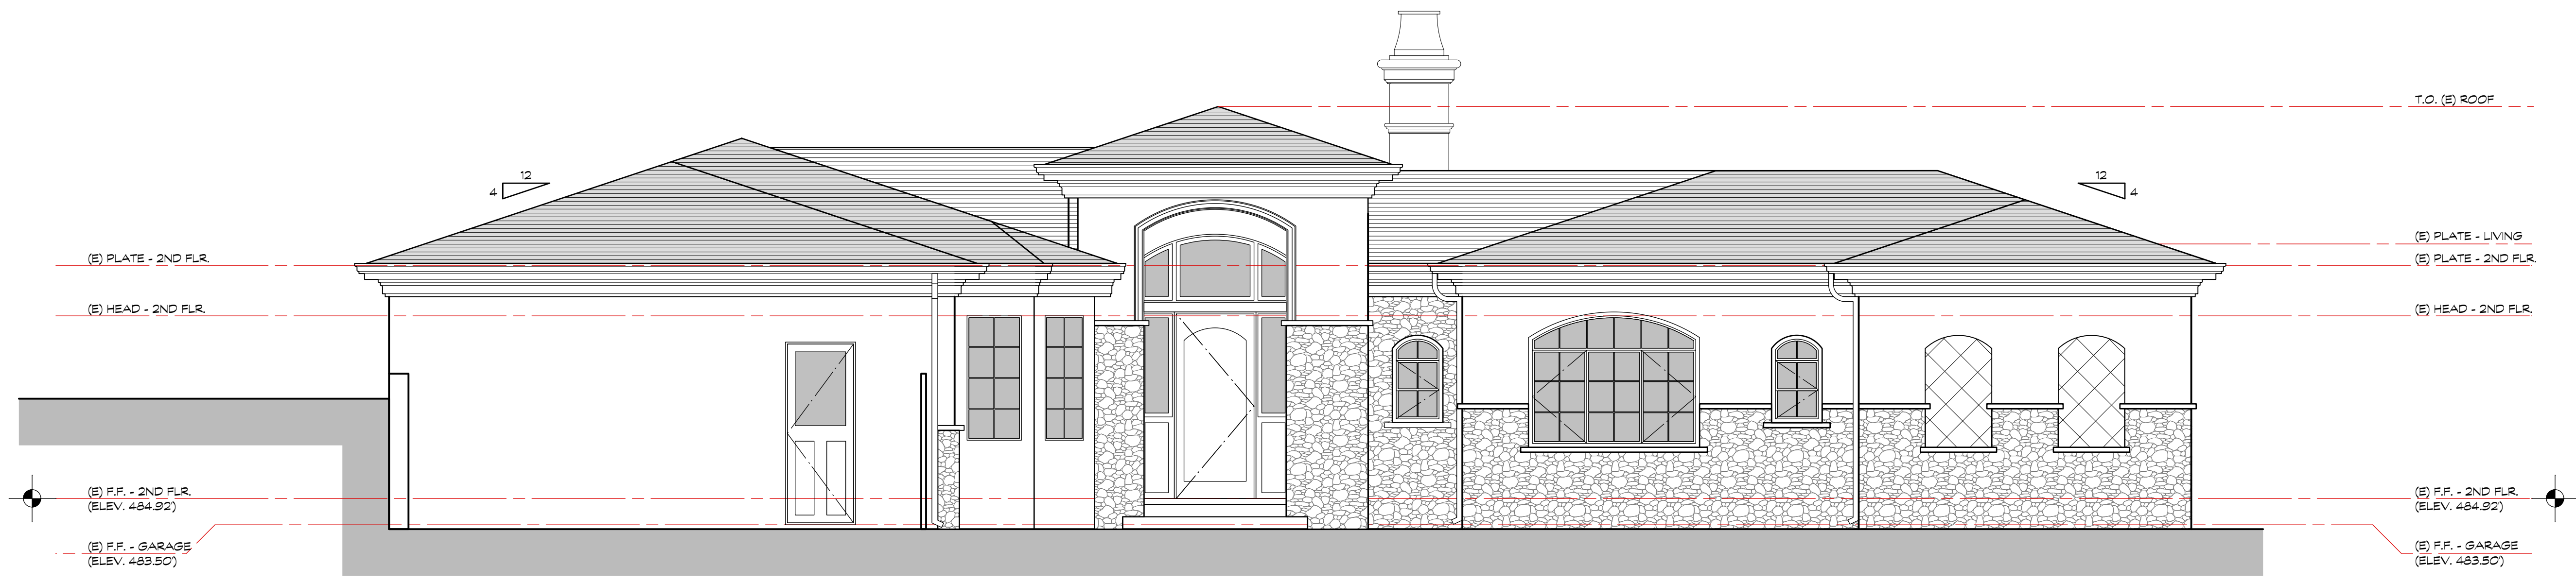 T.O. (E) ROOF
12
4
12
4
(E) PLATE - LIVING
(E) PLATE - 2ND FLR.
(E) PLATE - 2ND FLR.
(E) HEAD - 2ND FLR.
(E) HEAD - 2ND FLR.
(E) F.F. - 2ND FLR.
(ELEV. 484.92')
(E) F.F. - 2ND FLR.
(ELEV. 484.92')
(E) F.F. - GARAGE
(ELEV. 483.50')
(E) F.F. - GARAGE
(ELEV. 483.50')